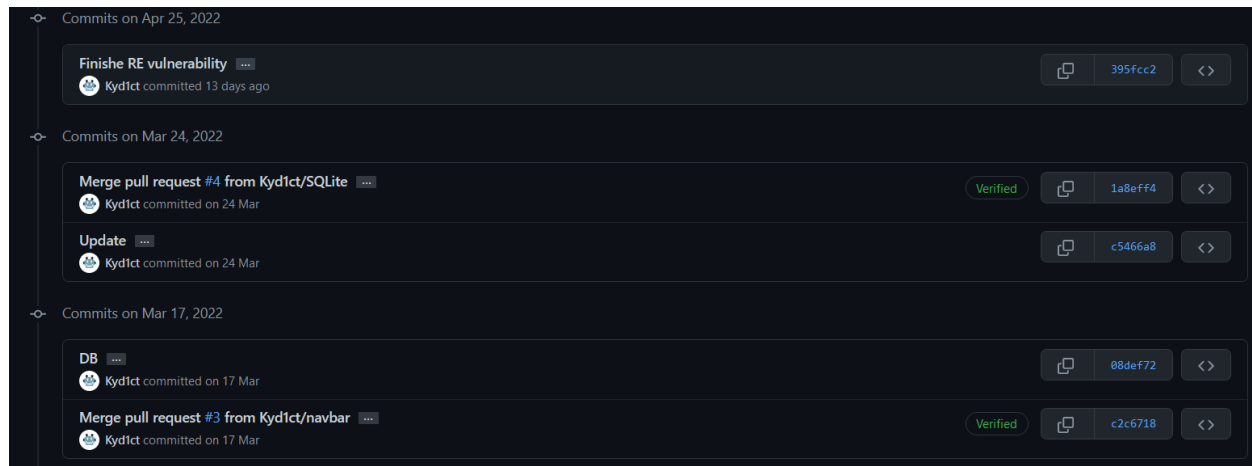 Commits on Apr 25, 2022
Finishe RE vulnerability ...
Kyd1ct committed 13 days ago
395fcc2
Commits on Mar 24, 2022
Merge pull request #4 from Kyd1ct/SQLite ...
Kyd1ct committed on 24 Mar
Verified
1a8eff4
Update ...
Kyd1ct committed on 24 Mar
c5466a8
Commits on Mar 17, 2022
DB ...
Kyd1ct committed on 17 Mar
08def72
Merge pull request #3 from Kyd1ct/navbar ...
Kyd1ct committed on 17 Mar
Verified
c2c6718